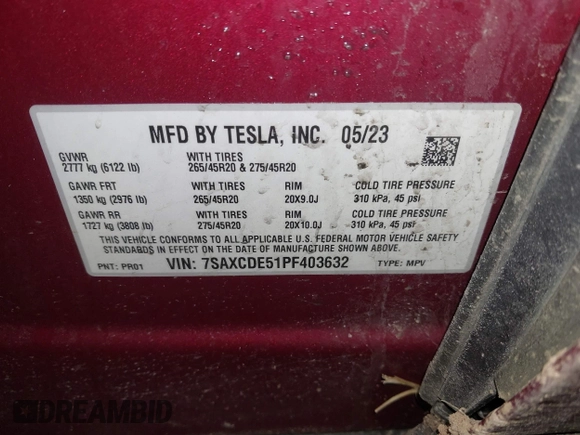 MFD BY TESLA, INC. 05/23
GVWR WITH TIRES
2777 kg (6122 lb) 265/45R20 & 275/45R20
GAWR FRT WITH TIRES RIM COLD TIRE PRESSURE
1350 kg (2976 lb) 265/45R20 20X9.0J 310 kPa, 45 psi
GAWR RR WITH TIRES RIM COLD TIRE PRESSURE
1727 kg (3808 lb) 275/45R20 20X10.0J 310 kPa, 45 psi
THIS VEHICLE CONFORMS TO ALL APPLICABLE U.S. FEDERAL MOTOR VEHICLE SAFETY
STANDARDS IN EFFECT ON THE DATE OF MANUFACTURE SHOWN ABOVE.
PNT: PR01 VIN: 7SAXCDE51PF403632 TYPE: MPV
DREAMBID